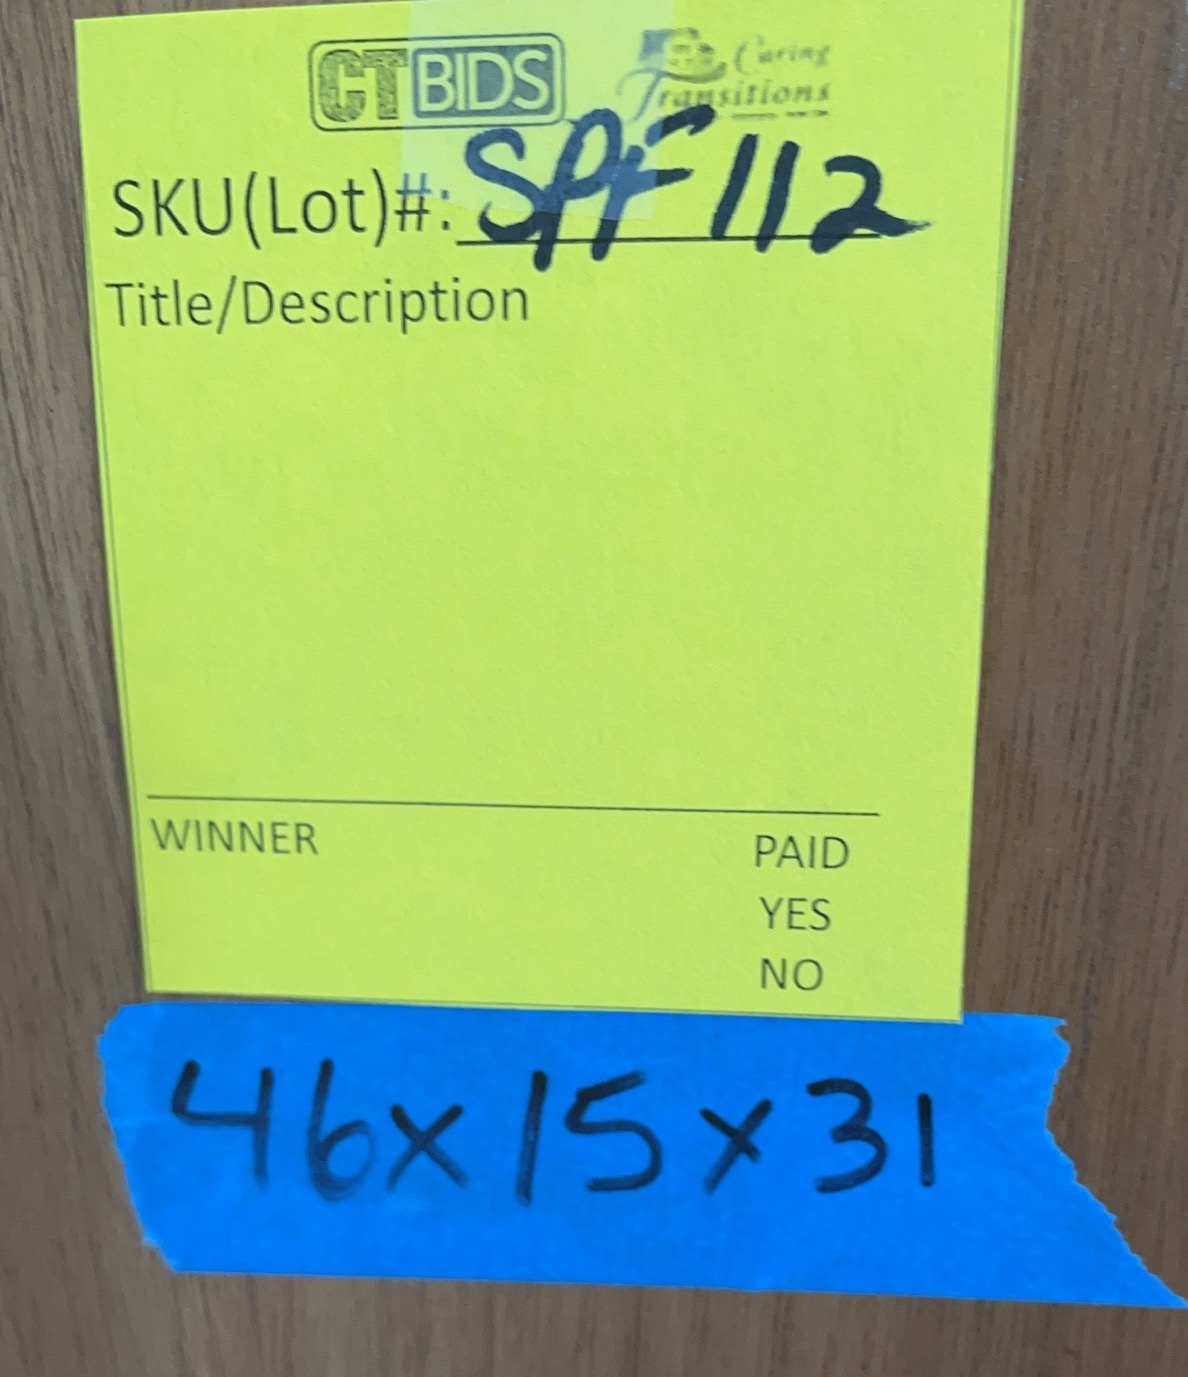 CTBIDS
Caring
Transitions
SKU(Lot)#: SPF112
Title/Description
WINNER
PAID
YES
NO
46x15x31